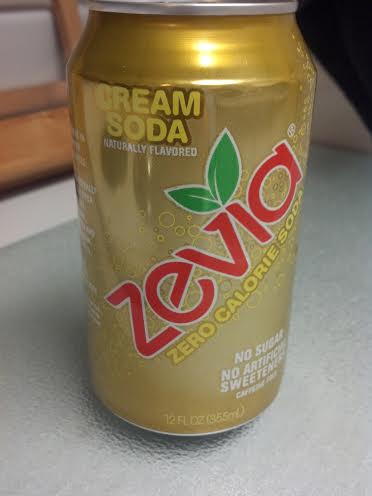 CREAM
SODA
NATURALLY FLAVORED
zevia®
ZERO CALORIE SODA
NO SUGAR
NO ARTIFICIAL
SWEETENERS
CAFFEINE FREE
12 FL OZ (355mL)